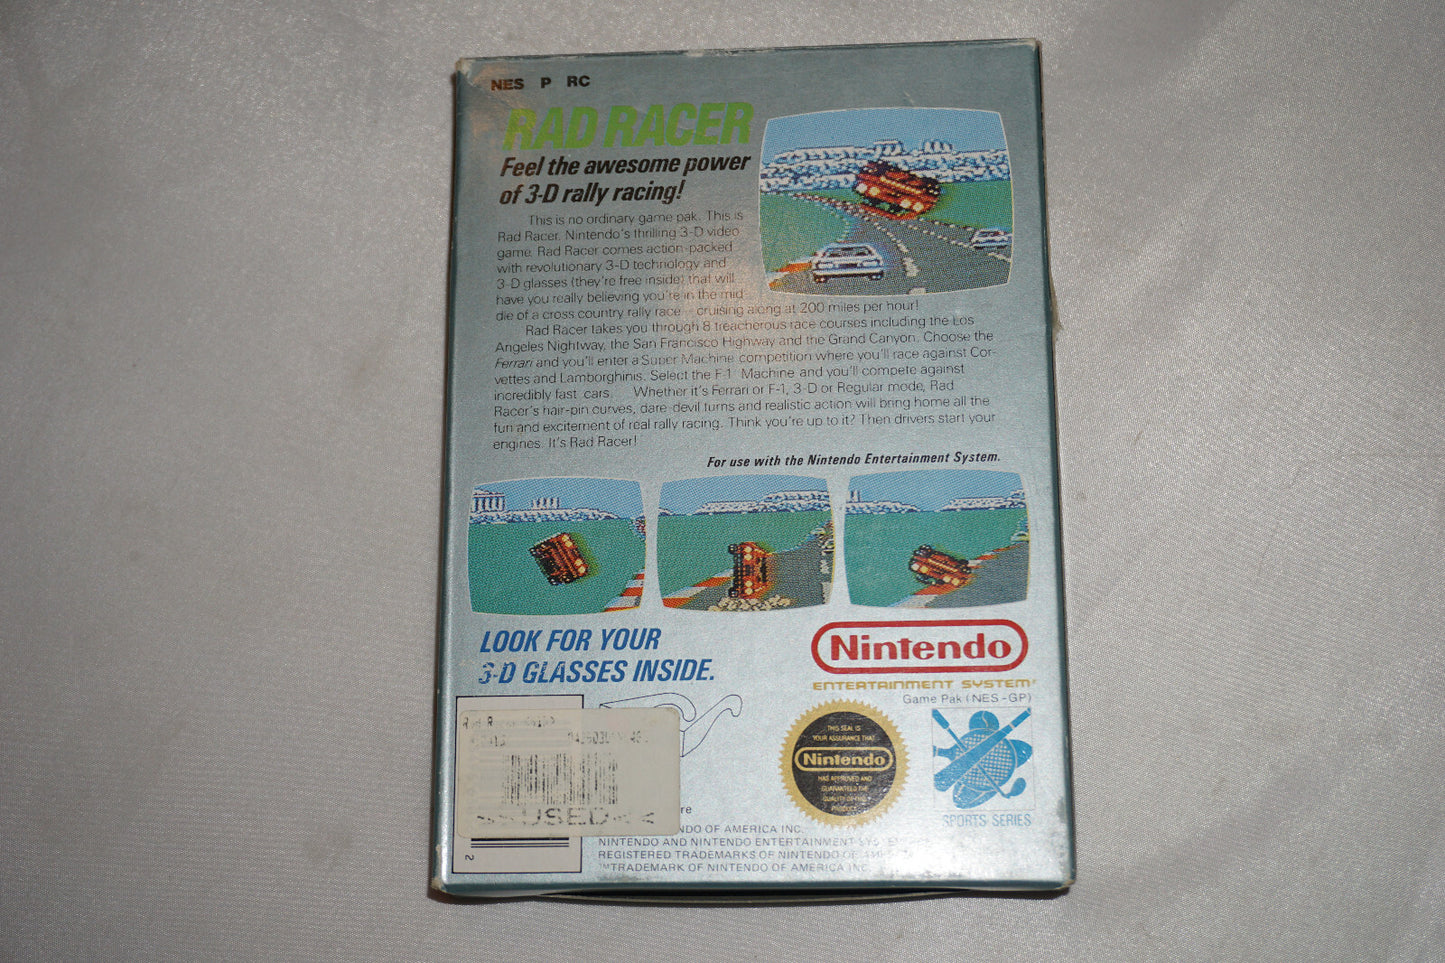 NES P RC
RAD RACER
Feel the awesome power
of 3-D rally racing!
This is no ordinary game pak. This is
Rad Racer. Nintendo's thrilling 3-D video
game. Rad Racer comes action-packed
with revolutionary 3-D technology and
3-D glasses (they're free inside) that will
have you really believing you're in the mid
dle of a cross country rally race - cruising along at 200 miles per hour!
Rad Racer takes you through 8 treacherous race courses including the Los
Angeles Nightway, the San Francisco Highway and the Grand Canyon. Choose the
Ferrari and you'll enter a Super Machine competition where you'll race against Cor-
vettes and Lamborghinis. Select the F-1 Machine and you'll compete against
incredibly fast cars. Whether it's Ferrari or F-1, 3-D or Regular mode, Rad
Racer's hair-pin curves, dare-devil turns and realistic action will bring home all the
fun and excitement of real rally racing. Think you're up to it? Then drivers start your
engines. It's Rad Racer!
For use with the Nintendo Entertainment System.
LOOK FOR YOUR
3-D GLASSES INSIDE.
Nintendo
ENTERTAINMENT SYSTEM
Game Pak (NES-GP)
THIS SEAL IS
YOUR ASSURANCE THAT
Nintendo
HAS APPROVED AND
GUARANTEED THE
QUALITY OF THIS
PRODUCT
SPORTS SERIES
Rad R
>>USED<<
2
NDO OF AMERICA INC.
NINTENDO AND NINTENDO ENTERTAINMENT SYS
REGISTERED TRADEMARKS OF NINTENDO OF AME
™TRADEMARK OF NINTENDO OF AMERICA INC.